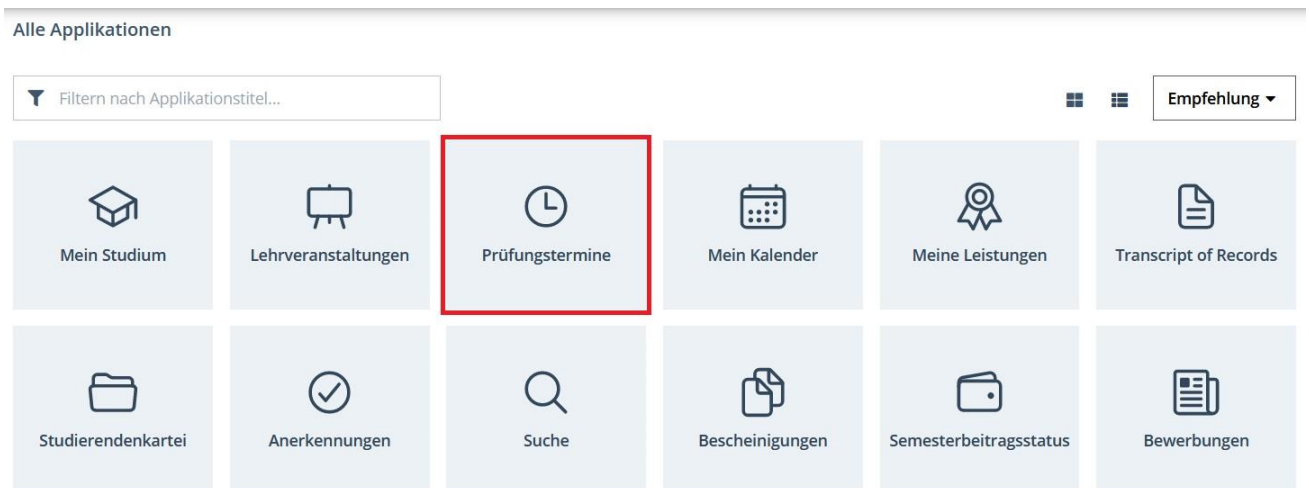 Alle Applikationen
Filtern nach Applikationstitel...
Empfehlung
Mein Studium
Lehrveranstaltungen
Prüfungstermine
Mein Kalender
Meine Leistungen
Transcript of Records
Studierendenkartei
Anerkennungen
Suche
Bescheinigungen
Semesterbeitragsstatus
Bewerbungen